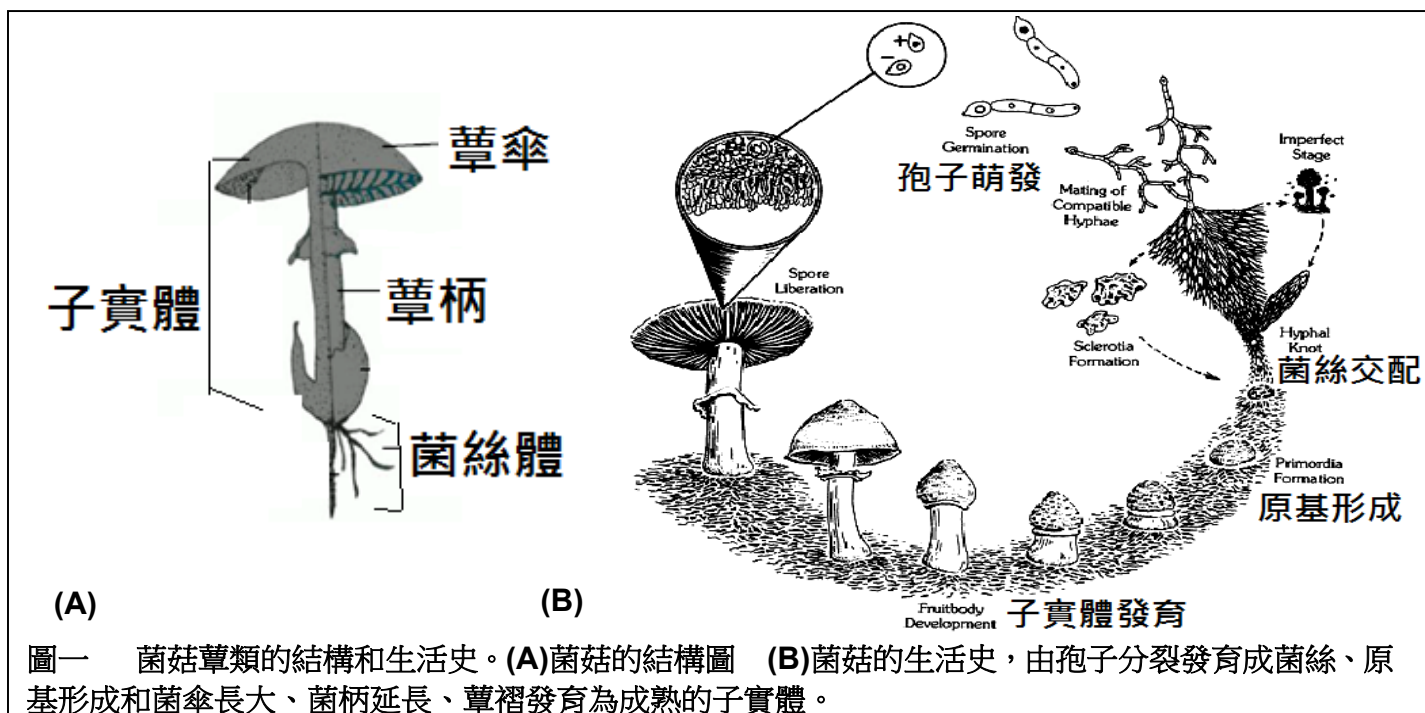 蕈傘
子實體
蕈柄
菌絲體
(A)
+
-
Spore
Germination
孢子萌發
Mating of
Compatible
Hyphae
Imperfect
Stage
Spore
Liberation
Sclerotia
Formation
Hyphal
Knot
菌絲交配
Primordia
Formation
原基形成
(B)
Fruitbody
Development
子實體發育
圖一 菌菇蕈類的結構和生活史。(A)菌菇的結構圖 (B)菌菇的生活史，由孢子分裂發育成菌絲、原
基形成和菌傘長大、菌柄延長、蕈褶發育為成熟的子實體。